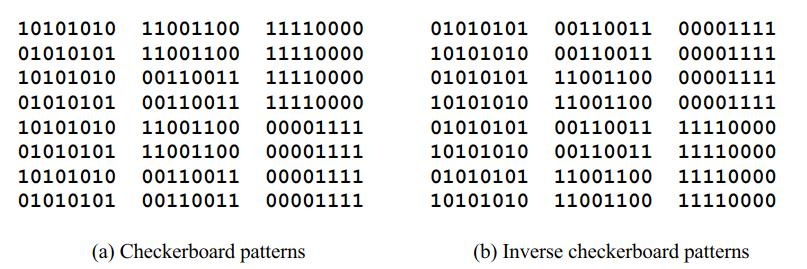 10101010 11001100 11110000 01010101 00110011 00001111
01010101 11001100 11110000 10101010 00110011 00001111
10101010 00110011 11110000 01010101 11001100 00001111
01010101 00110011 11110000 10101010 11001100 00001111
10101010 11001100 00001111 01010101 00110011 11110000
01010101 11001100 00001111 10101010 00110011 11110000
10101010 00110011 00001111 01010101 11001100 11110000
01010101 00110011 00001111 10101010 11001100 11110000
(a) Checkerboard patterns (b) Inverse checkerboard patterns